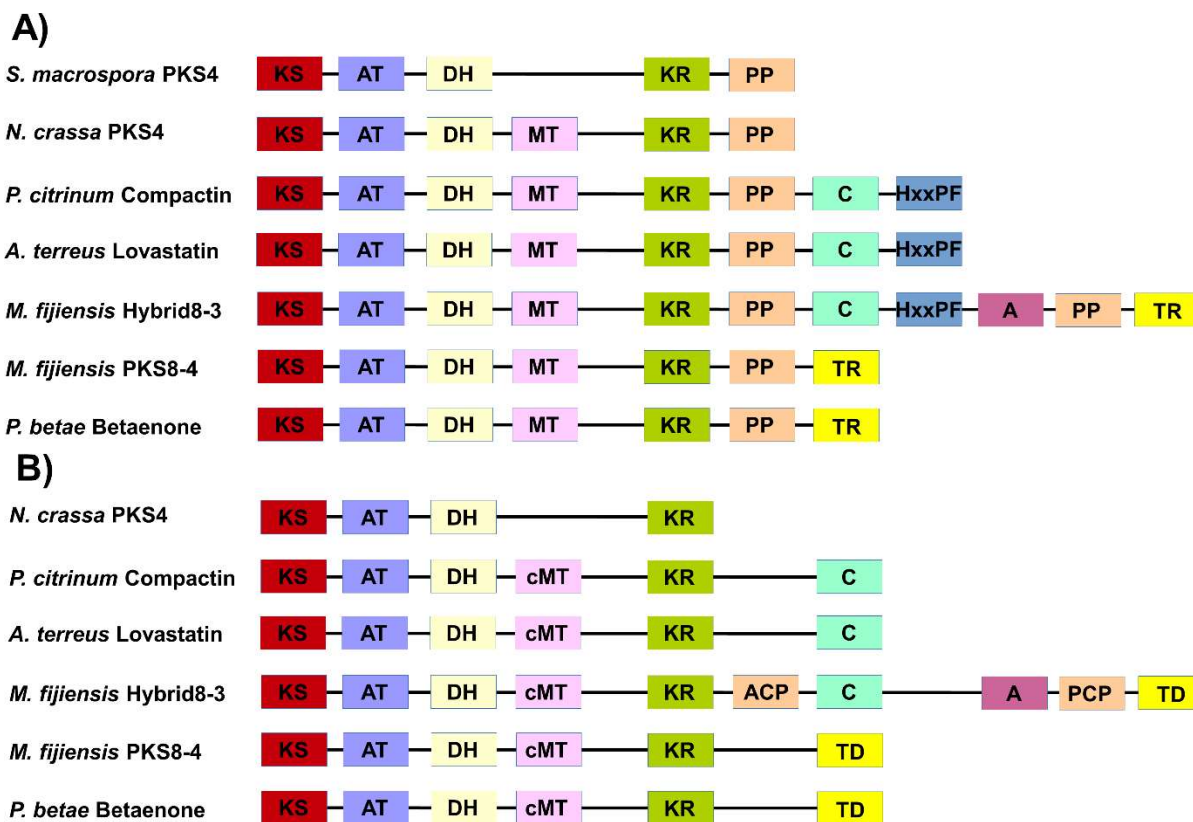 A)
S. macrospora PKS4 KS AT DH KR PP
N. crassa PKS4 KS AT DH MT KR PP
P. citrinum Compactin KS AT DH MT KR PP C HxxPF
A. terreus Lovastatin KS AT DH MT KR PP C HxxPF
M. fijiensis Hybrid8-3 KS AT DH MT KR PP C HxxPF A PP TR
M. fijiensis PKS8-4 KS AT DH MT KR PP TR
P. betae Betaenone KS AT DH MT KR PP TR
B)
N. crassa PKS4 KS AT DH KR
P. citrinum Compactin KS AT DH cMT KR C
A. terreus Lovastatin KS AT DH cMT KR C
M. fijiensis Hybrid8-3 KS AT DH cMT KR ACP C A PCP TD
M. fijiensis PKS8-4 KS AT DH cMT KR TD
P. betae Betaenone KS AT DH cMT KR TD